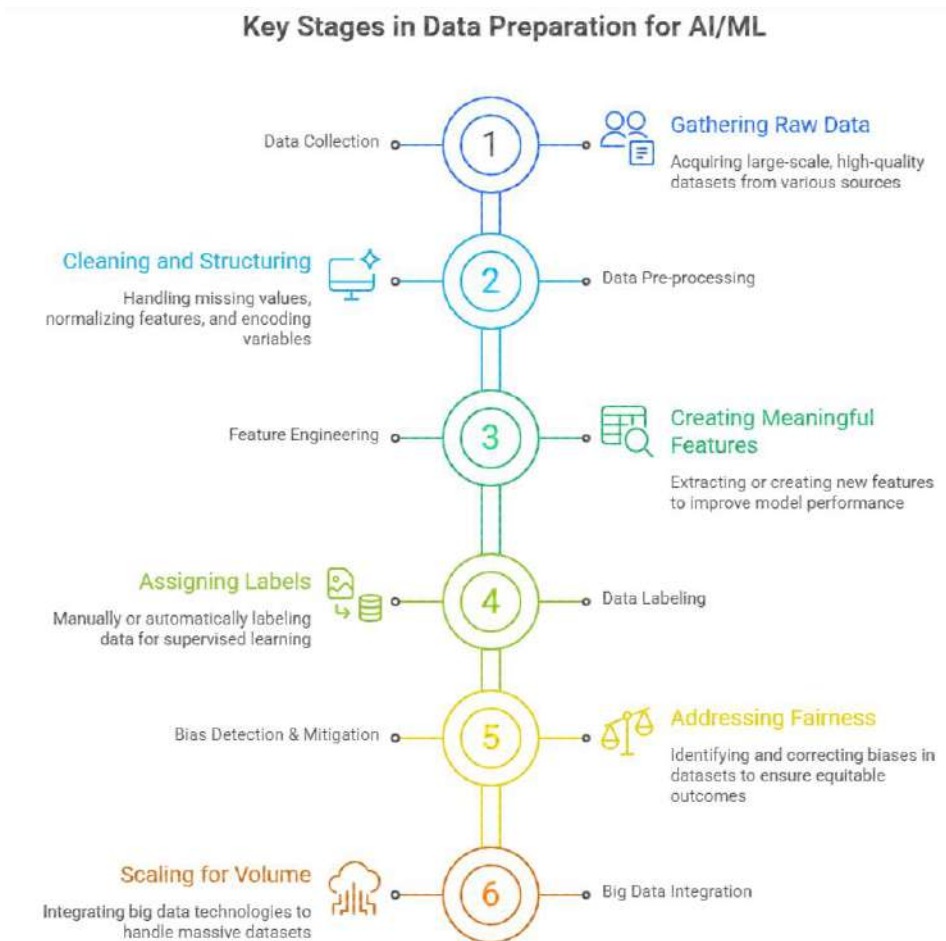 Key Stages in Data Preparation for AI/ML
Data Collection
1
Gathering Raw Data
Acquiring large-scale, high-quality
datasets from various sources
Cleaning and Structuring
Handling missing values,
normalizing features, and encoding
variables
2
Data Pre-processing
Feature Engineering
3
Creating Meaningful
Features
Extracting or creating new features
to improve model performance
Assigning Labels
Manually or automatically labeling
data for supervised learning
4
Data Labeling
Bias Detection & Mitigation
5
Addressing Fairness
Identifying and correcting biases in
datasets to ensure equitable
outcomes
Scaling for Volume
Integrating big data technologies to
handle massive datasets
6
Big Data Integration